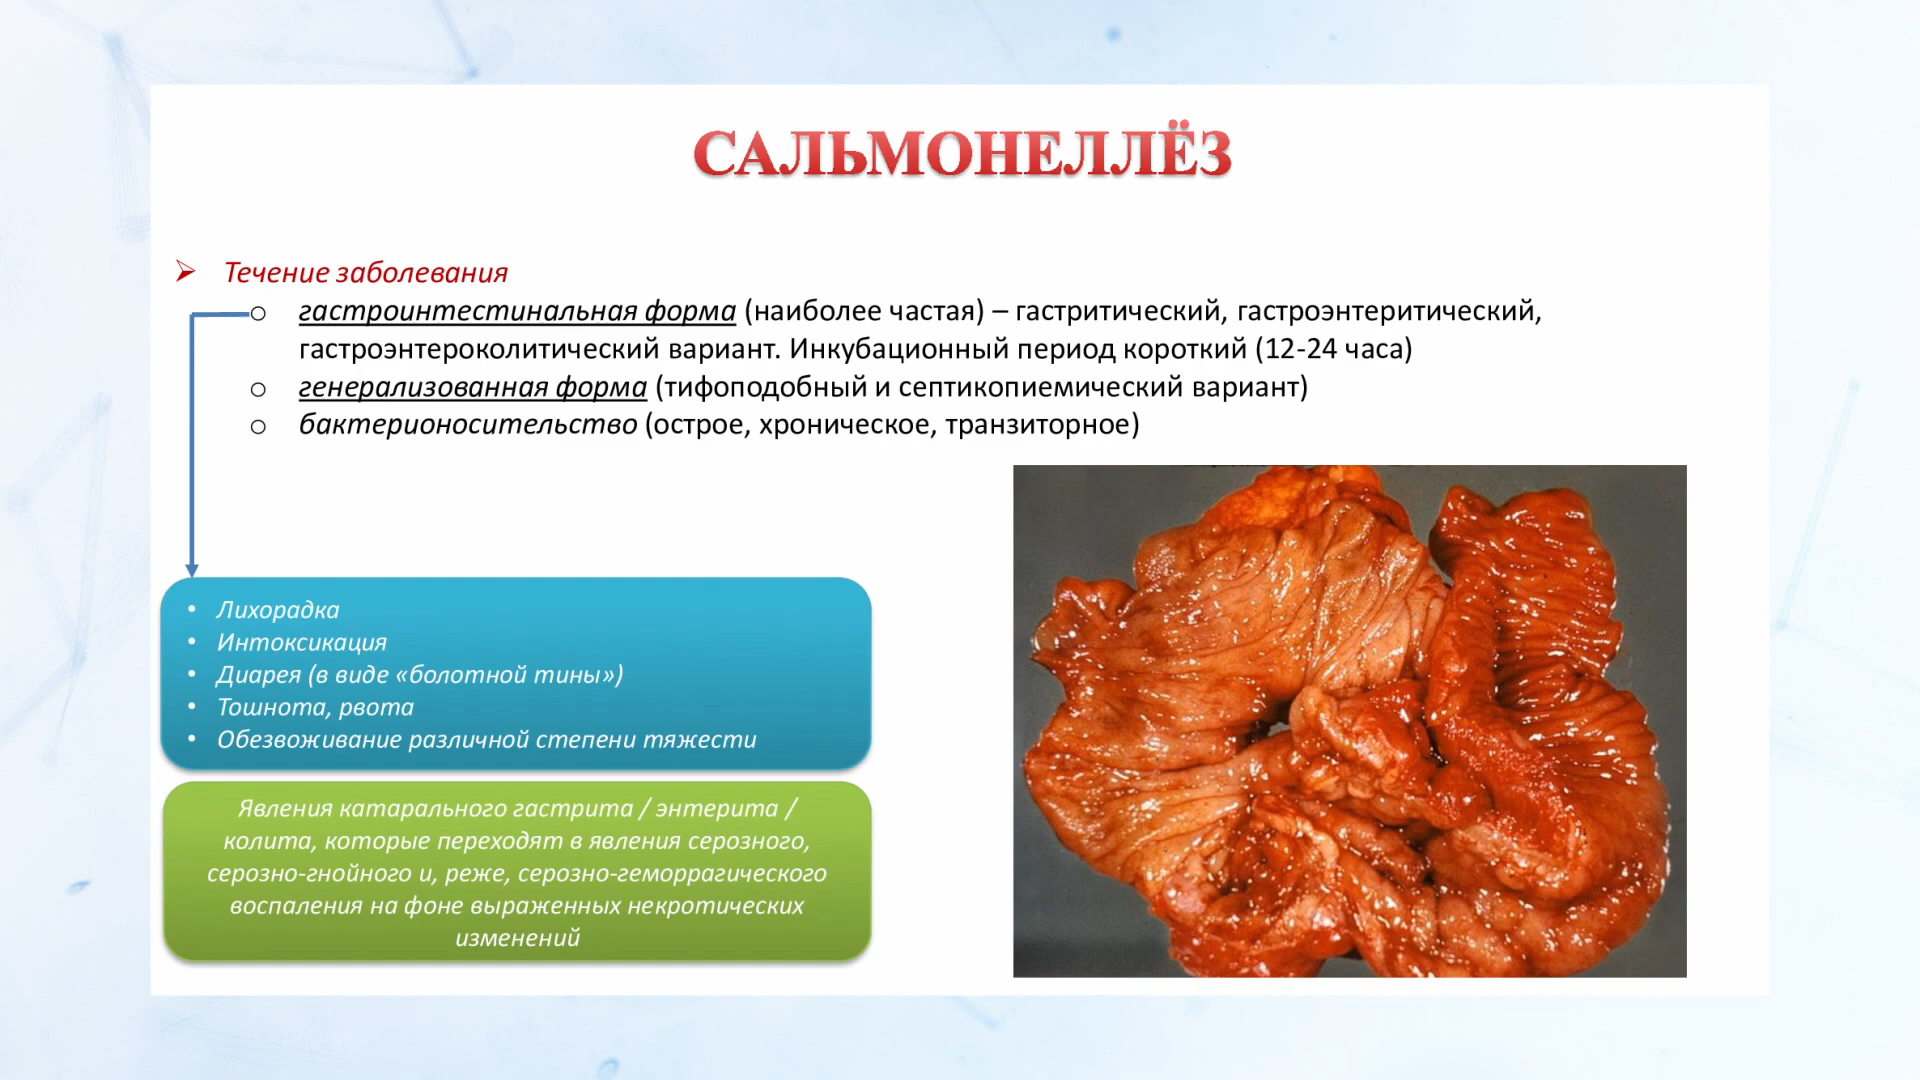 САЛЬМОНЕЛЛЁЗ
Течение заболевания
гастроинтестинальная форма (наиболее частая) – гастритический, гастроэнтеритический,
гастроэнтероколитический вариант. Инкубационный период короткий (12-24 часа)
генерализованная форма (тифоподобный и септикопиемический вариант)
бактерионосительство (острое, хроническое, транзиторное)
• Лихорадка
• Интоксикация
• Диарея (в виде «болотной тины»)
• Тошнота, рвота
• Обезвоживание различной степени тяжести
Явления катарального гастрита / энтерита /
колита, которые переходят в явления серозного,
серозно-гнойного и, реже, серозно-геморрагического
воспаления на фоне выраженных некротических
изменений